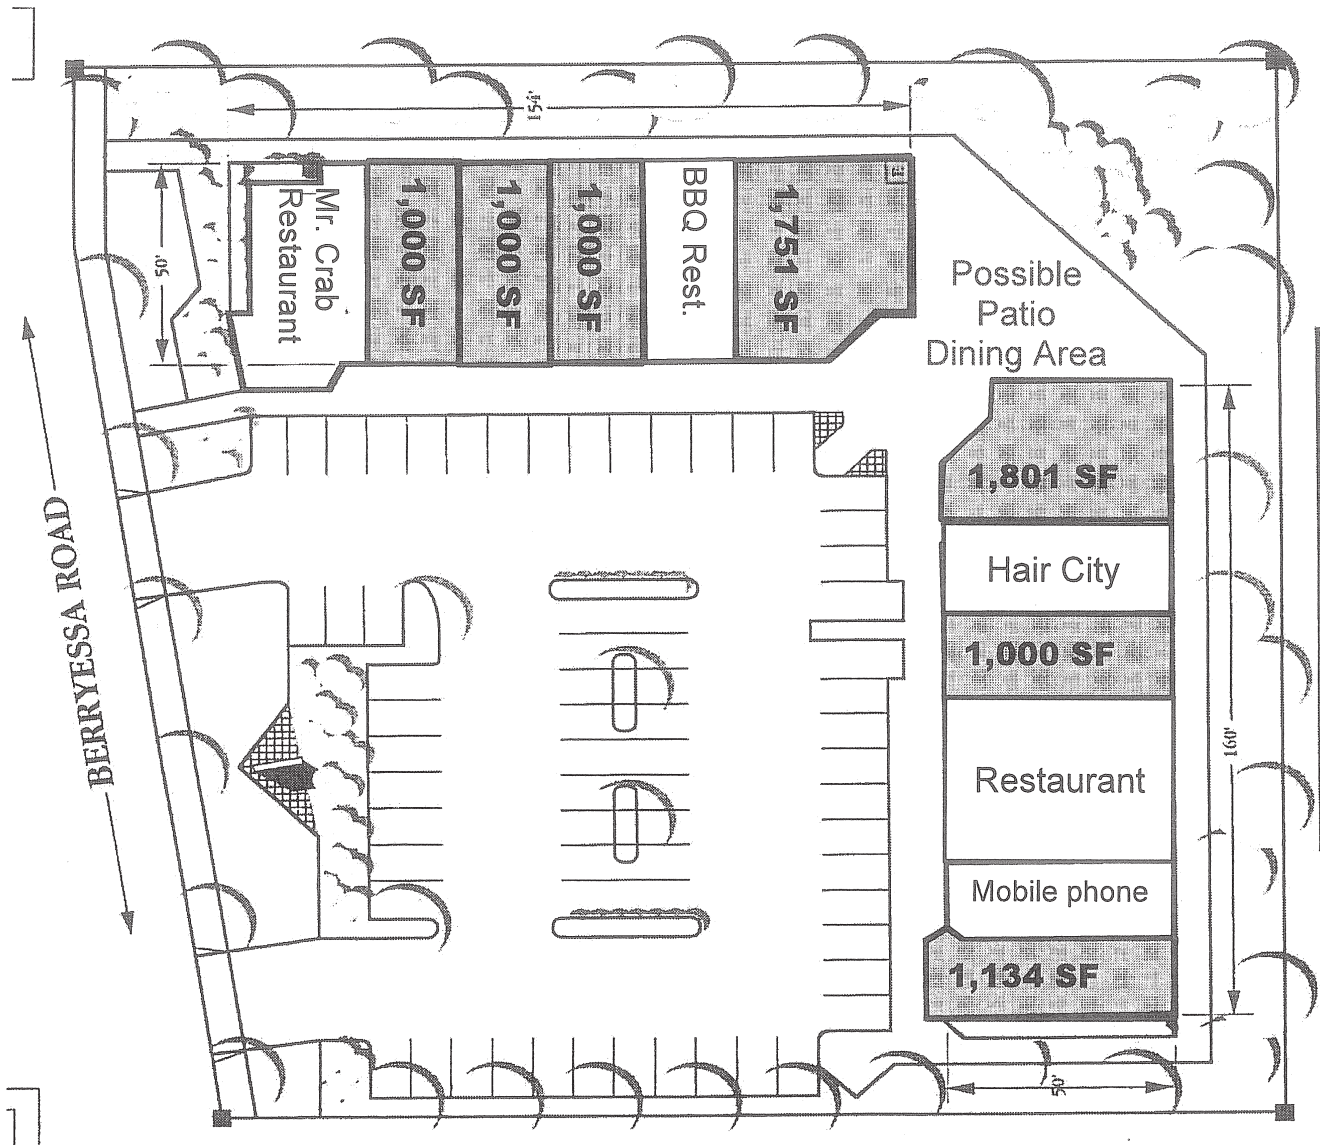 154'
50'
Mr. Crab
Restaurant
1,000 SF
1,000 SF
1,000 SF
BBQ Rest.
1,751 SF
Possible
Patio
Dining Area
1,801 SF
Hair City
1,000 SF
Restaurant
Mobile phone
1,134 SF
160'
50'
BERRYESSA ROAD